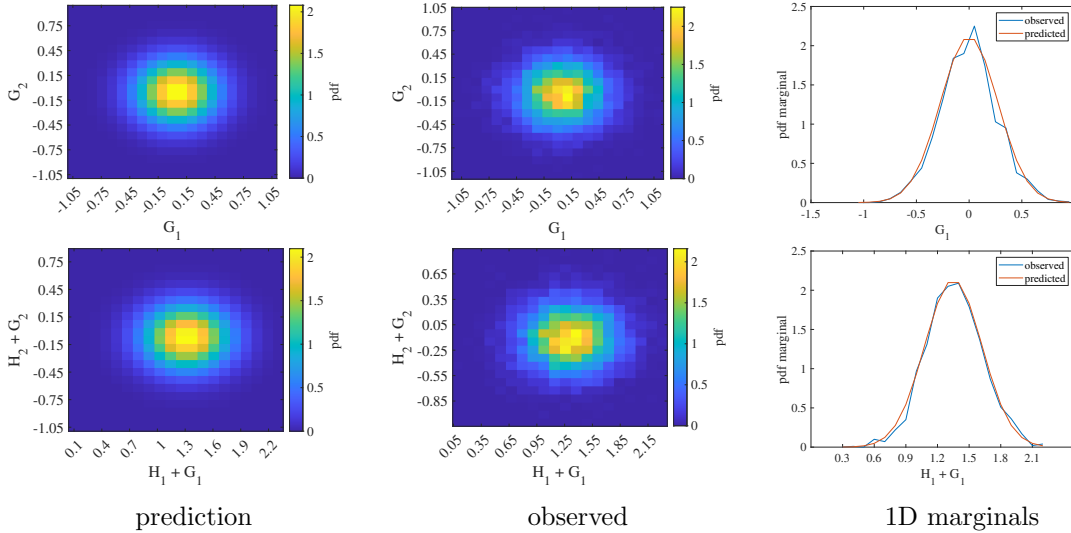 0.75
0.45
0.15
-0.15
-0.45
-0.75
-1.05
G2
-1.05 -0.75 -0.45 -0.15 0.15 0.45 0.75 1.05
G1
2
1.5
1
0.5
0
pdf
0.75
0.45
0.15
-0.15
-0.45
-0.75
-1.05
G2
-1.05 -0.75 -0.45 -0.15 0.15 0.45 0.75 1.05
G1
2
1.5
1
0.5
0
pdf
2.5
2
1.5
1
0.5
0
pdf marginal
-1.5 -1 -0.5 0 0.5
G1
observed
predicted
0.75
0.45
0.15
-0.15
-0.45
-0.75
-1.05
H2 + G2
0.1 0.4 0.7 1 1.3 1.6 1.9 2.2
H1 + G1
2
1.5
1
0.5
0
pdf
0.65
0.35
0.05
-0.25
-0.55
-0.85
H2 + G2
0.05 0.35 0.65 0.95 1.25 1.55 1.85 2.15
H1 + G1
2
1.5
1
0.5
0
pdf
2.5
2
1.5
1
0.5
0
pdf marginal
0.3 0.6 0.9 1.2 1.5 1.8 2.1
H1 + G1
observed
predicted
prediction
observed
1D marginals